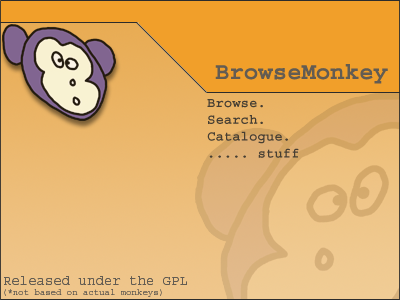 BrowseMonkey
Browse.
Search.
Catalogue.
..... stuff
Released under the GPL
(*not based on actual monkeys)